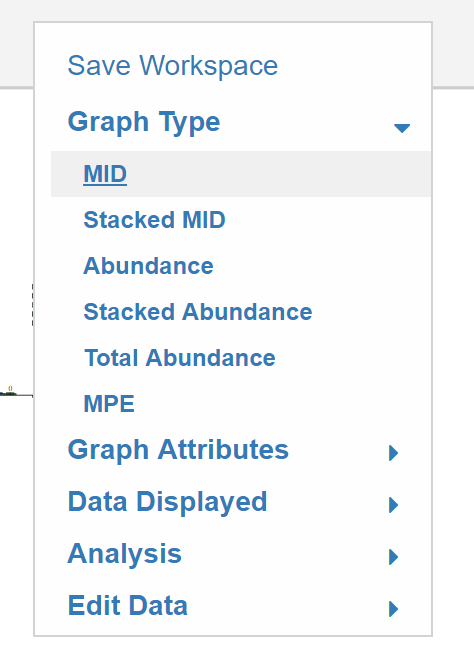 Save Workspace
Graph Type
MID
Stacked MID
Abundance
Stacked Abundance
Total Abundance
MPE
Graph Attributes
Data Displayed
Analysis
Edit Data